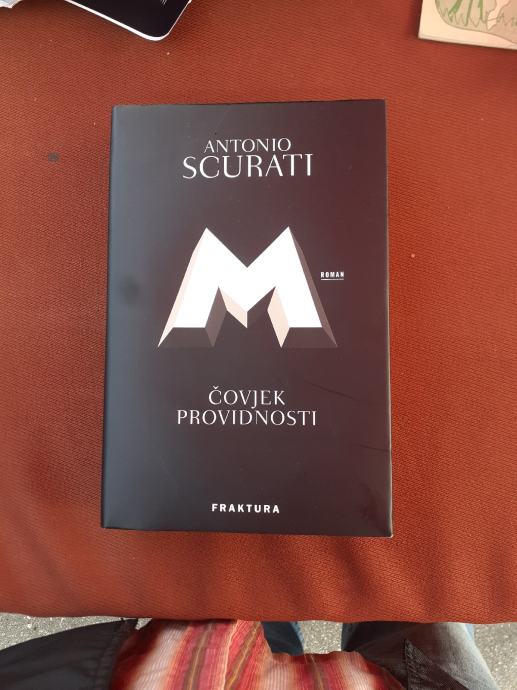 ANTONIO
SCURATI
M
ROMAN
ČOVJEK
PROVIDNOSTI
FRAKTURA